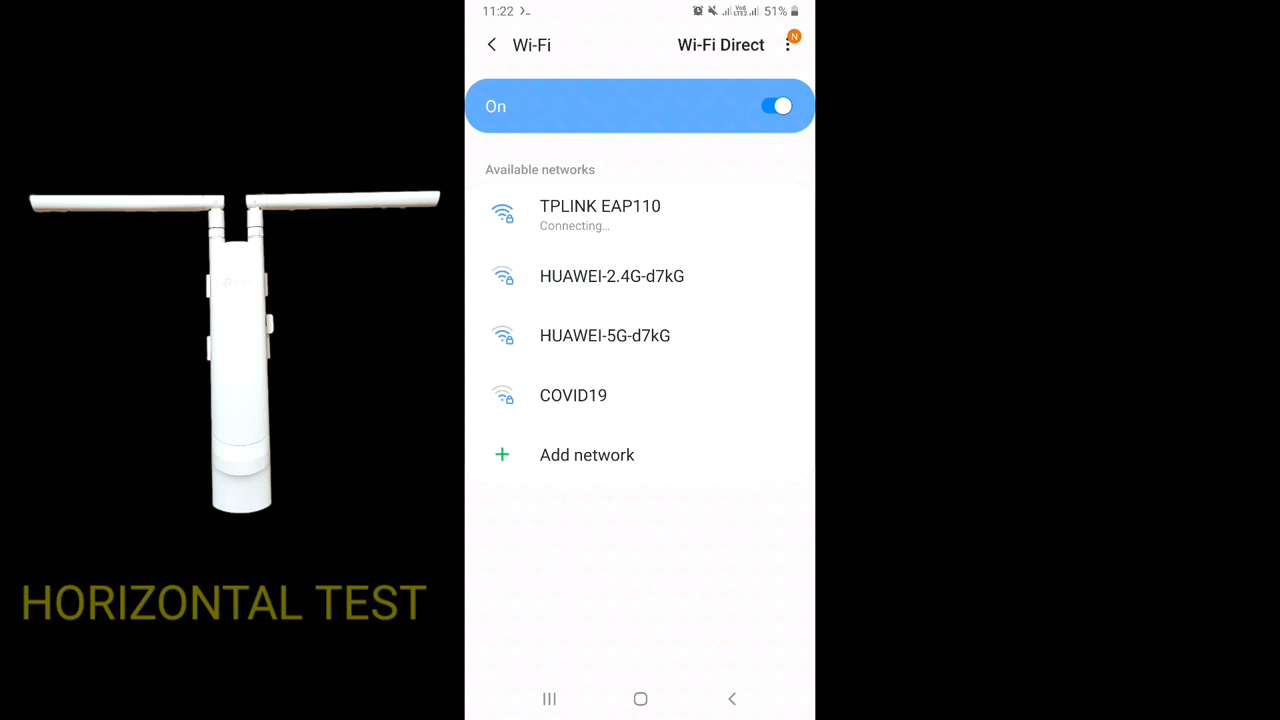 11:22
51%
Wi-Fi
Wi-Fi Direct
N
On
Available networks
TPLINK EAP110
Connecting...
HUAWEI-2.4G-d7kG
HUAWEI-5G-d7kG
COVID19
Add network
HORIZONTAL TEST